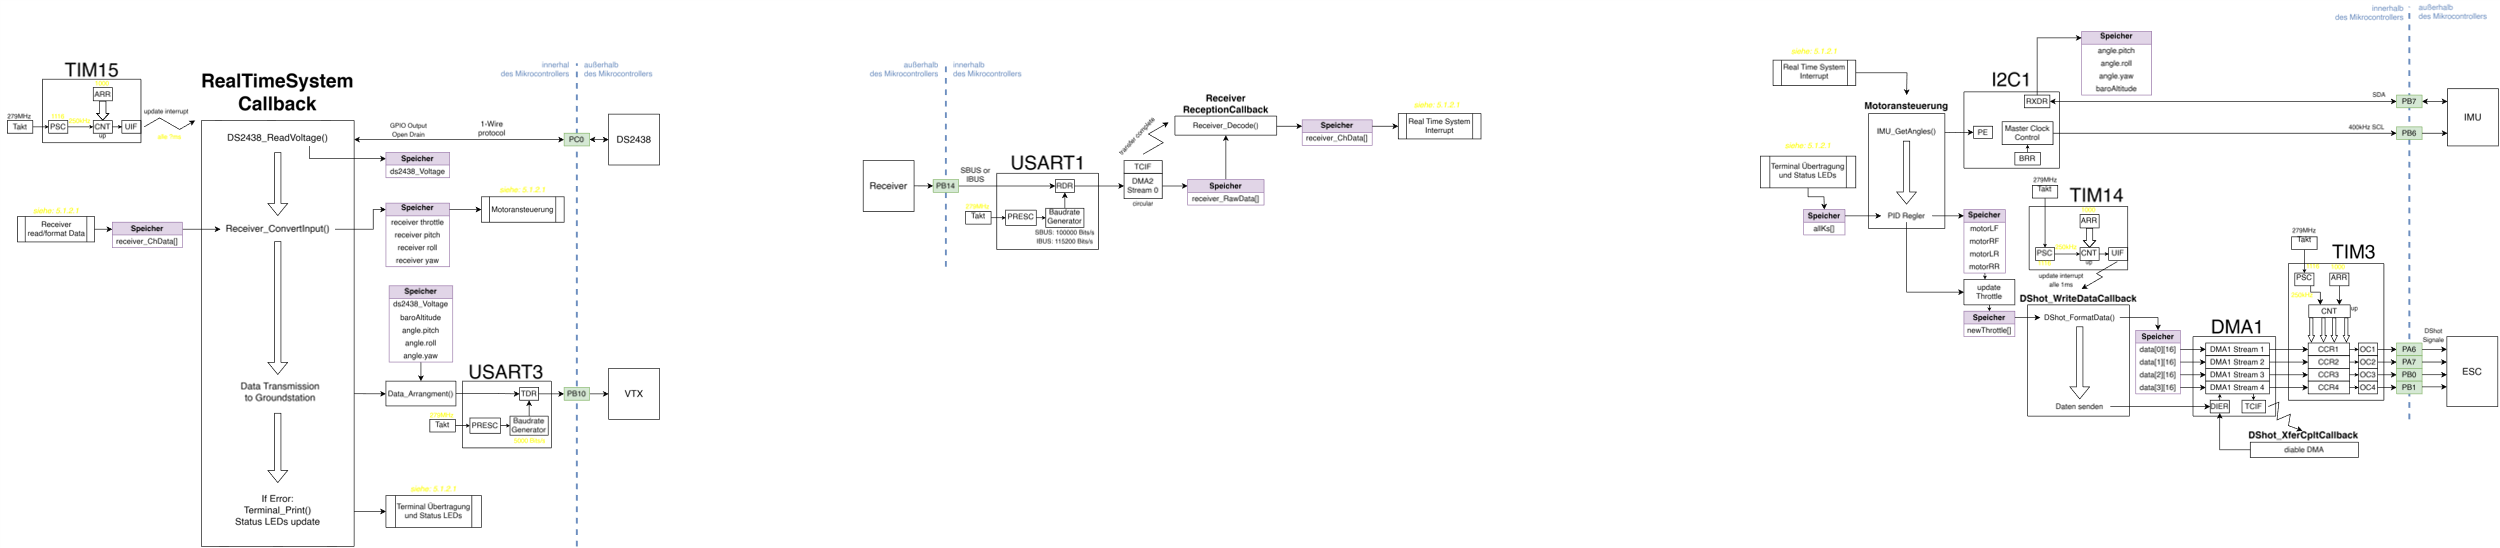 TIM15
ARR
279MHz
Takt
PSC
CNT
UIF
up
update interrupt
alle 1ms
RealTimeSystem
Callback
DS2438_ReadVoltage()
GPIO Output
Open Drain
1-Wire
protocol
innerhal
des Mikrocontrollers
außerhalb
des Mikrocontrollers
PC0
DS2438
Speicher
ds2438_Voltage
Receiver
read/format Data
Speicher
receiver_ChData[]
Receiver_ConvertInput()
Speicher
receiver throttle
receiver pitch
receiver roll
receiver yaw
Motoransteuerung
Speicher
ds2438_Voltage
baroAltitude
angle.pitch
angle.roll
angle.yaw
Data Transmission
to Groundstation
Data_Arrangment()
USART3
TDR
Takt
PRESC
Baudrate
Generator
PB10
VTX
If Error:
Terminal_Print()
Status LEDs update
Terminal Übertragung
und Status LEDs
außerhalb
des Mikrocontrollers
innerhalb
des Mikrocontrollers
Receiver
PB14
SBUS or
IBUS
USART1
RDR
Takt
PRESC
Baudrate
Generator
SBUS: 100000 Bits/s
IBUS: 115200 Bits/s
TCIF
DMA2
Stream 0
circular
transfer complete
Receiver
ReceptionCallback
Receiver_Decode()
Speicher
receiver_RawData[]
Speicher
receiver_ChData[]
Real Time System
Interrupt
innerhalb
des Mikrocontrollers
außerhalb
des Mikrocontrollers
Real Time System
Interrupt
Motoransteuerung
IMU_GetAngles()
PID Regler
Terminal Übertragung
und Status LEDs
Speicher
allKs[]
I2C1
RXDR
PE
Master Clock
Control
BRR
Speicher
angle.pitch
angle.roll
angle.yaw
baroAltitude
SDA
PB7
400kHz SCL
PB6
IMU
Speicher
motorLF
motorRF
motorLR
motorRR
update
Throttle
Speicher
newThrottle[]
279MHz
Takt
TIM14
ARR
PSC
CNT
UIF
up
update interrupt
alle 1ms
DShot_WriteDataCallback
DShot_FormatData()
Daten senden
Speicher
data[0][16]
data[1][16]
data[2][16]
data[3][16]
DMA1
DMA1 Stream 1
DMA1 Stream 2
DMA1 Stream 3
DMA1 Stream 4
DIER
TCIF
DShot_XferCpltCallback
diable DMA
279MHz
Takt
TIM3
PSC
ARR
CNT
up
CCR1
CCR2
CCR3
CCR4
OC1
OC2
OC3
OC4
PA6
PA7
PB0
PB1
DShot
Signale
ESC